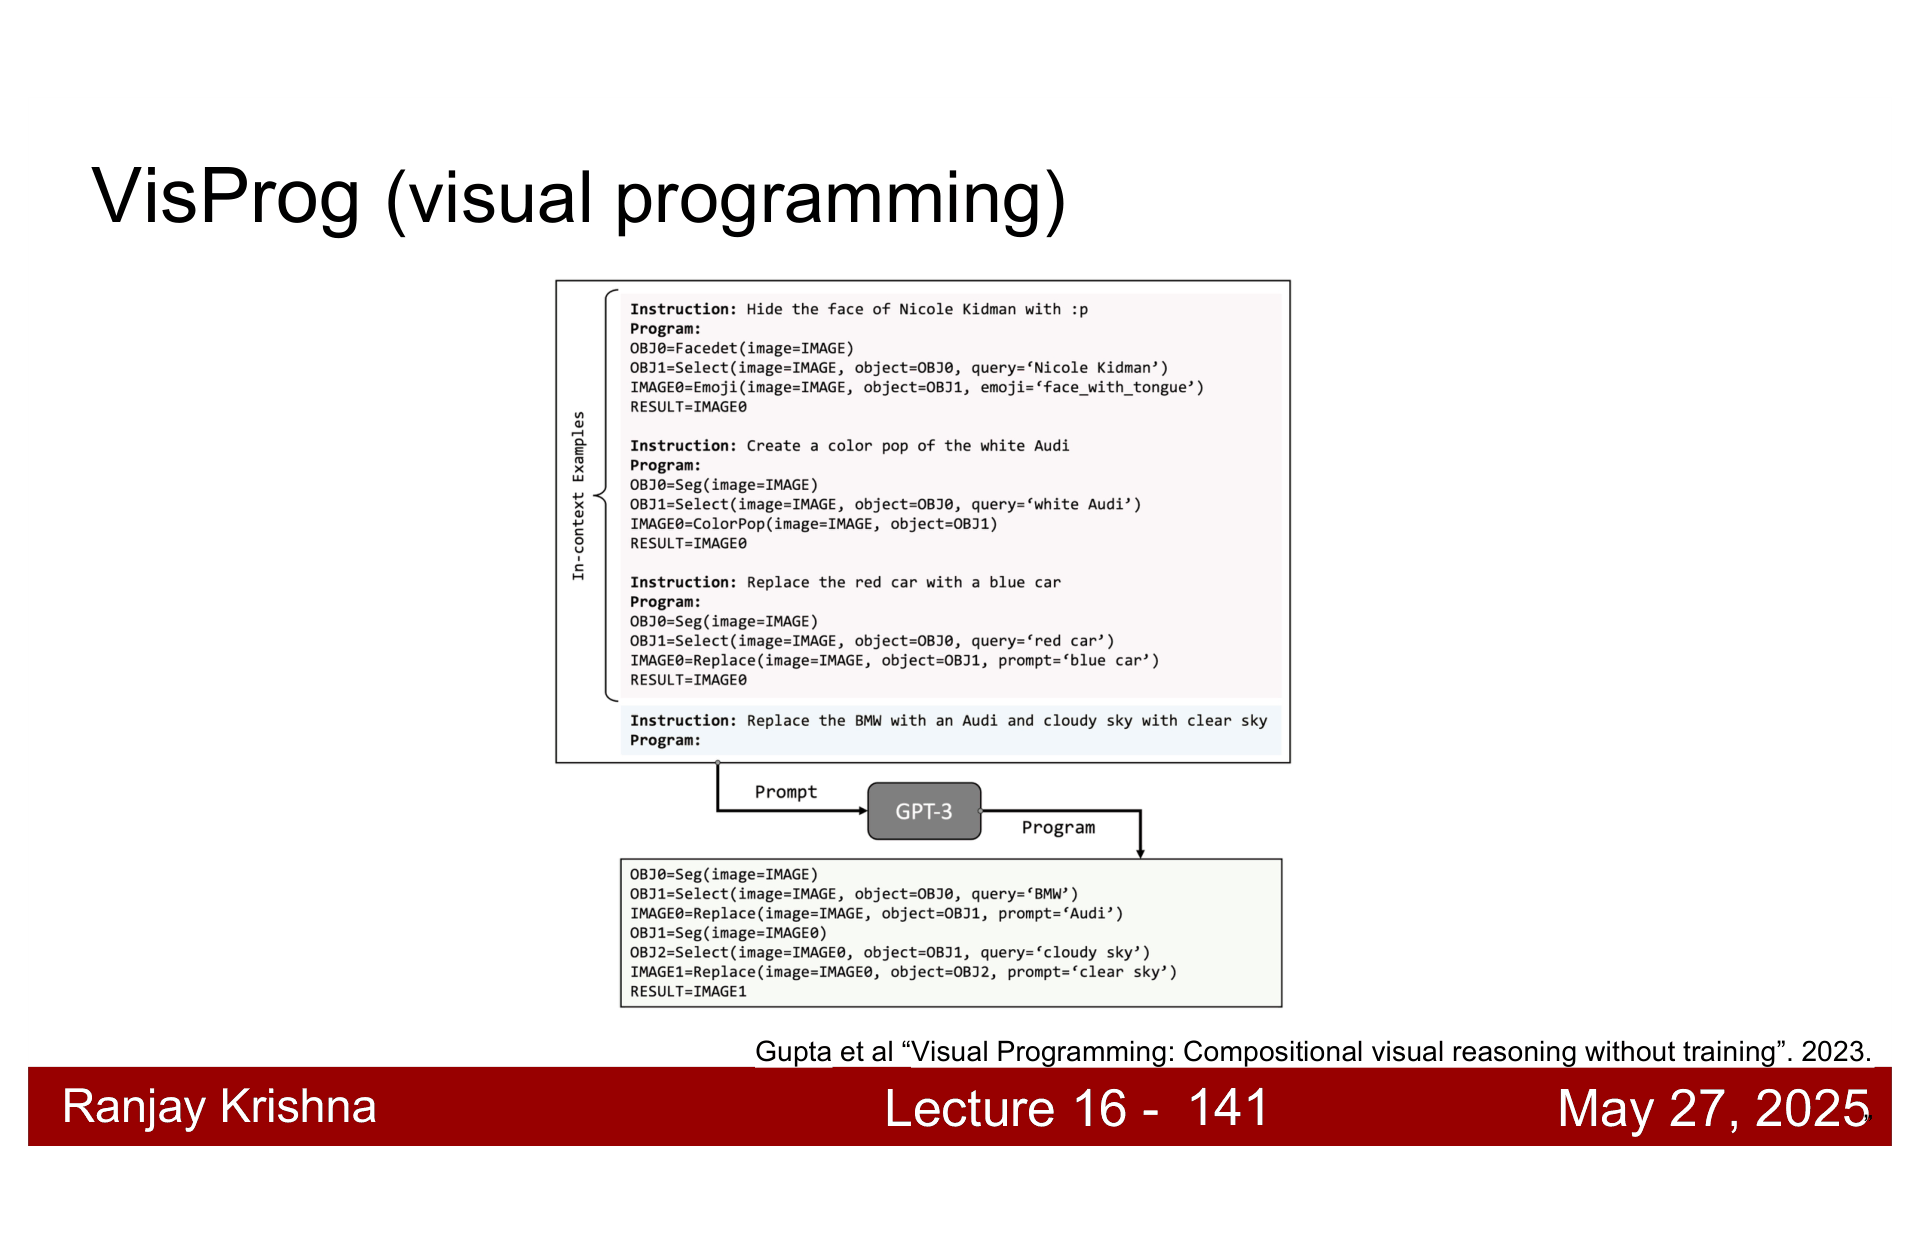 VisProg (visual programming)
In-context Examples
Instruction: Hide the face of Nicole Kidman with :p
Program:
OBJ0=Facedet(image=IMAGE)
OBJ1=Select(image=IMAGE, object=OBJ0, query=‘Nicole Kidman’)
IMAGE0=Emoji(image=IMAGE, object=OBJ1, emoji=‘face_with_tongue’)
RESULT=IMAGE0
Instruction: Create a color pop of the white Audi
Program:
OBJ0=Seg(image=IMAGE)
OBJ1=Select(image=IMAGE, object=OBJ0, query=‘white Audi’)
IMAGE0=ColorPop(image=IMAGE, object=OBJ1)
RESULT=IMAGE0
Instruction: Replace the red car with a blue car
Program:
OBJ0=Seg(image=IMAGE)
OBJ1=Select(image=IMAGE, object=OBJ0, query=‘red car’)
IMAGE0=Replace(image=IMAGE, object=OBJ1, prompt=‘blue car’)
RESULT=IMAGE0
Instruction: Replace the BMW with an Audi and cloudy sky with clear sky
Program:
Prompt
GPT-3
Program
OBJ0=Seg(image=IMAGE)
OBJ1=Select(image=IMAGE, object=OBJ0, query=‘BMW’)
IMAGE0=Replace(image=IMAGE, object=OBJ1, prompt=‘Audi’)
OBJ1=Seg(image=IMAGE0)
OBJ2=Select(image=IMAGE0, object=OBJ1, query=‘cloudy sky’)
IMAGE1=Replace(image=IMAGE0, object=OBJ2, prompt=‘clear sky’)
RESULT=IMAGE1
Gupta et al “Visual Programming: Compositional visual reasoning without training”. 2023.
Ranjay Krishna
Lecture 16 - 141
May 27, 2025